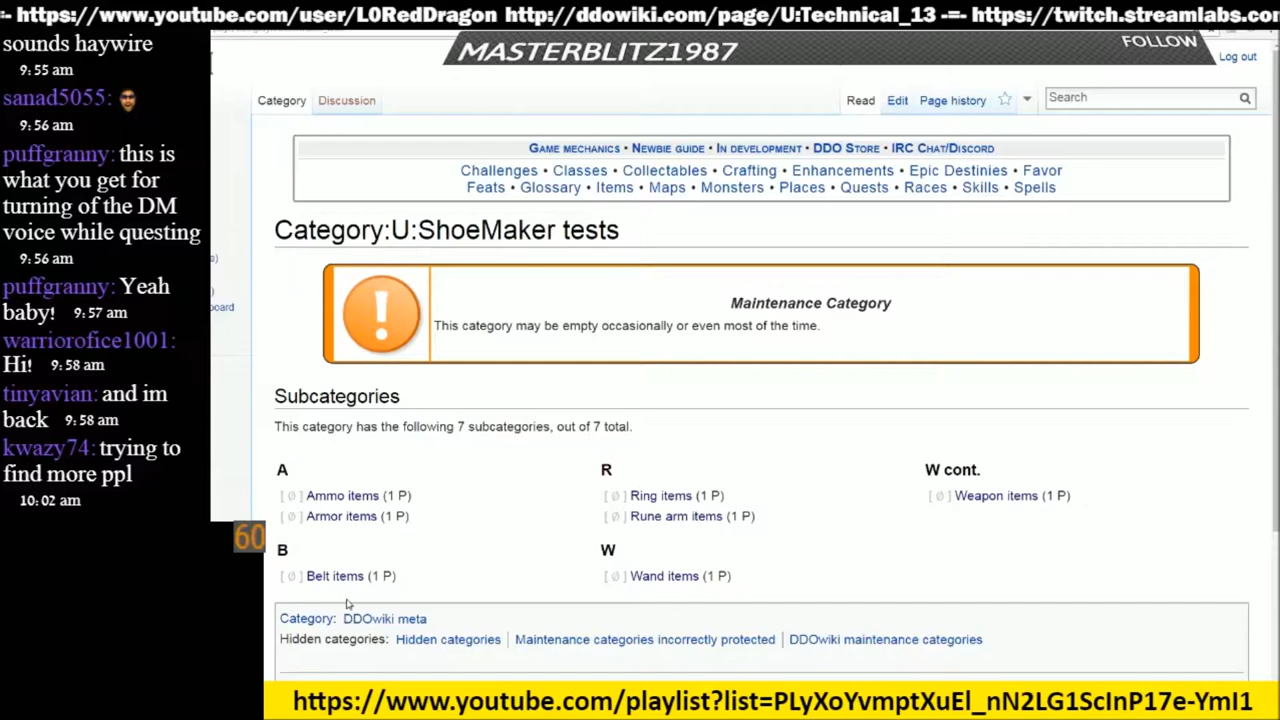 -=- https://www.youtube.com/user/L0RedDragon http://ddowiki.com/page/U:Technical_13 -=- https://twitch.streamlabs.com
sounds haywire
9:55 am
sanad5055:
9:56 am
puffgranny: this is
what you get for
turning of the DM
voice while questing
9:56 am
puffgranny: Yeah
baby! 9:57 am
warriorofice1001:
Hi! 9:58 am
tinyavian: and im
back 9:58 am
kwazy74: trying to
find more ppl
10:02 am
MASTERBLITZ1987
FOLLOW
Log out
Category Discussion
Read Edit Page history
Search
Game mechanics • Newbie guide • In development • DDO Store • IRC Chat/Discord
Challenges • Classes • Collectables • Crafting • Enhancements • Epic Destinies • Favor
Feats • Glossary • Items • Maps • Monsters • Places • Quests • Races • Skills • Spells
Category:U:ShoeMaker tests
!
Maintenance Category
This category may be empty occasionally or even most of the time.
oard
Subcategories
This category has the following 7 subcategories, out of 7 total.
A
[∅] Ammo items (1 P)
[∅] Armor items (1 P)
B
[∅] Belt items (1 P)
R
[∅] Ring items (1 P)
[∅] Rune arm items (1 P)
W
[∅] Wand items (1 P)
W cont.
[∅] Weapon items (1 P)
60
Category: DDOwiki meta
Hidden categories: Hidden categories | Maintenance categories incorrectly protected | DDOwiki maintenance categories
https://www.youtube.com/playlist?list=PLyXoYvmptXuEl_nN2LG1ScInP17e-YmI1